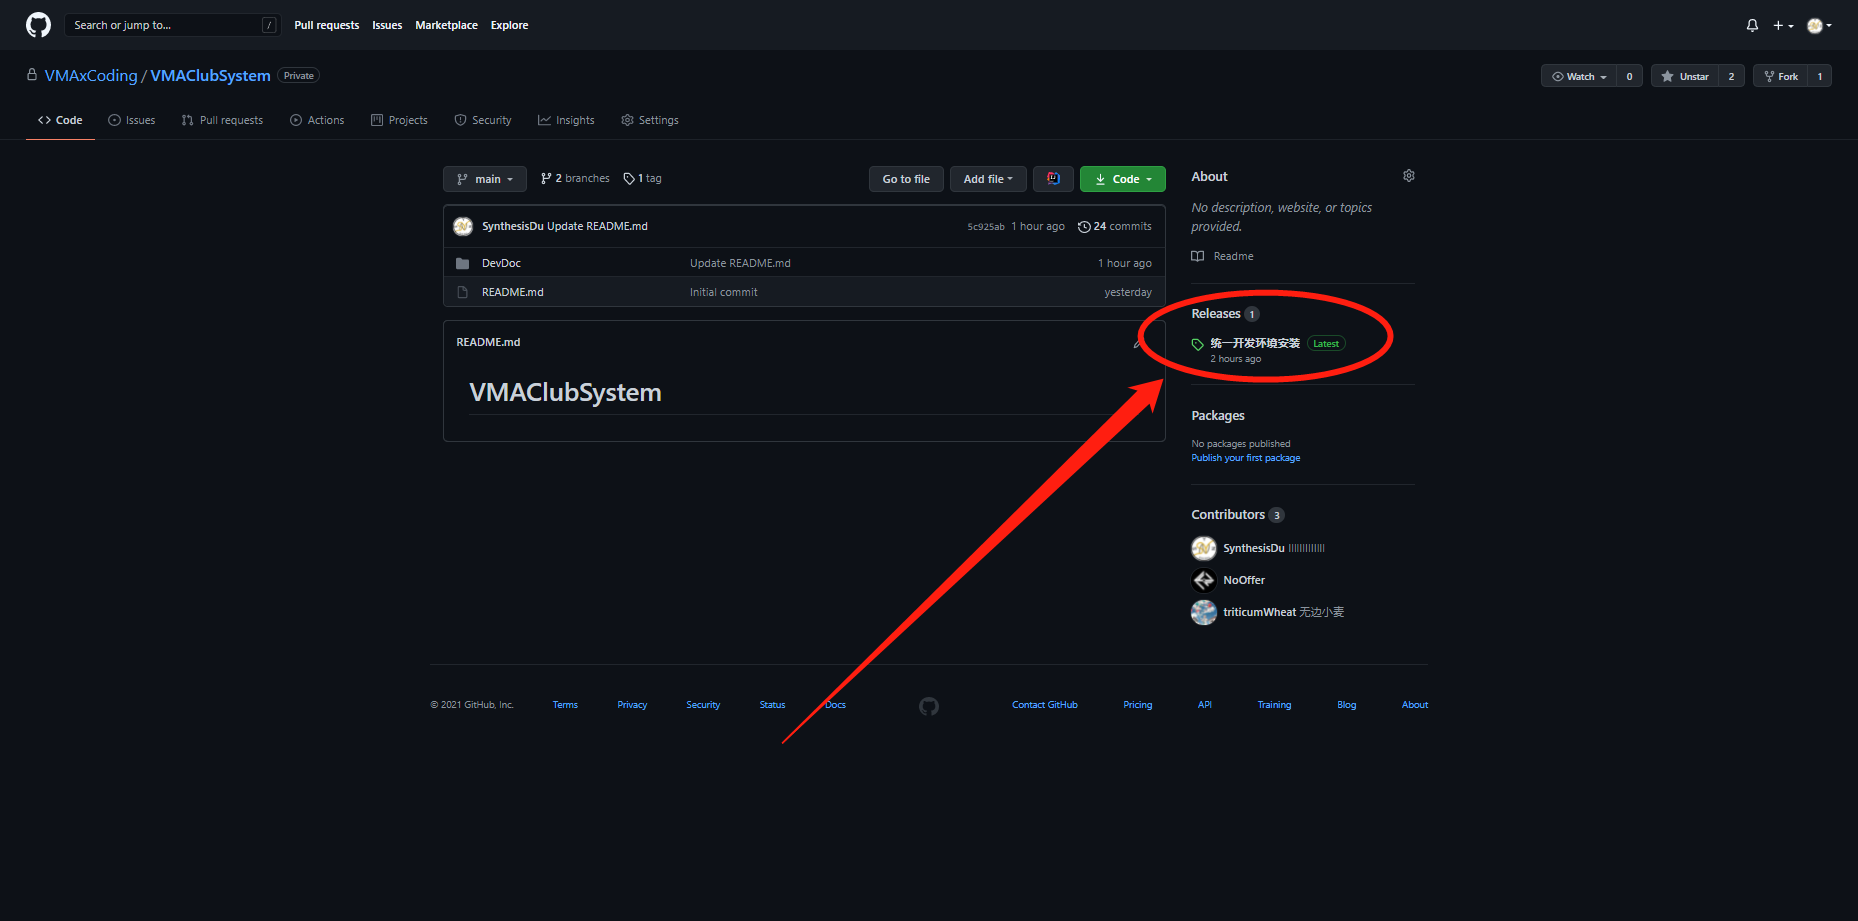 Search or jump to... /
Pull requests Issues Marketplace Explore
VMAxCoding / VMAClubSystem Private
Watch 0 Unstar 2 Fork 1
Code Issues Pull requests Actions Projects Security Insights Settings
main 2 branches 1 tag
Go to file Add file Code
SynthesisDu Update README.md 5c925ab 1 hour ago 24 commits
DevDoc Update README.md 1 hour ago
README.md Initial commit yesterday
README.md
VMAClubSystem
About
No description, website, or topics
provided.
Readme
Releases 1
统一开发环境安装 Latest
2 hours ago
Packages
No packages published
Publish your first package
Contributors 3
SynthesisDu
NoOffer
triticumWheat 无边小麦
© 2021 GitHub, Inc. Terms Privacy Security Status Docs Contact GitHub Pricing API Training Blog About